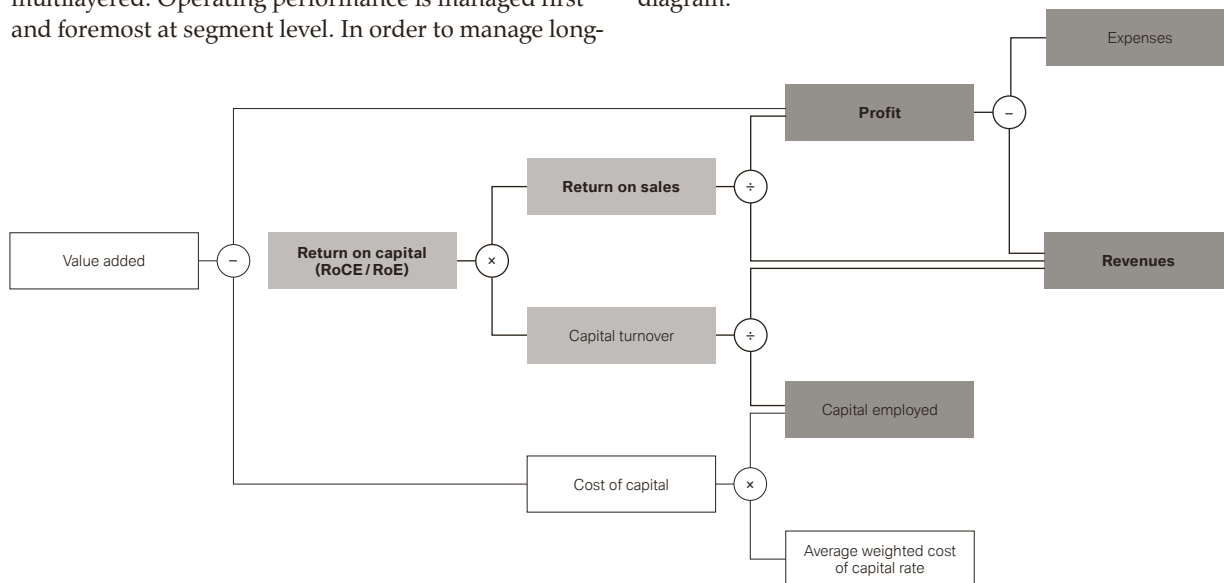 multilayered. Operating performance is managed first
and foremost at segment level. In order to manage long-
diagram.
Expenses
Profit
−
Return on sales
÷
Value added
−
Return on capital
(RoCE / RoE)
×
Revenues
Capital turnover
÷
Capital employed
Cost of capital
×
Average weighted cost
of capital rate